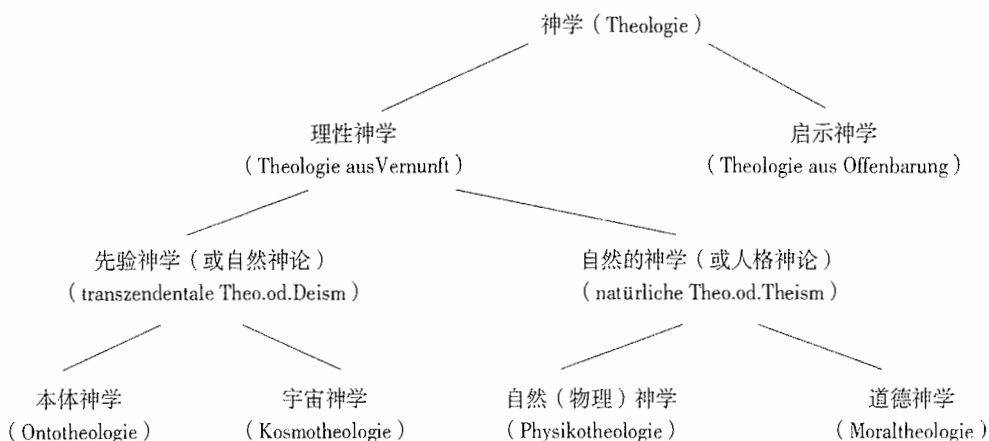 神学（Theologie）
理性神学
（Theologie ausVernunft）
启示神学
（Theologie aus Offenbarung）
先验神学（或自然神论）
（transzendentale Theo.od.Deism）
自然的神学（或人格神论）
（natürliche Theo.od.Theism）
本体神学
（Ontotheologie）
宇宙神学
（Kosmotheologie）
自然（物理）神学
（Physikotheologie）
道德神学
（Moraltheologie）